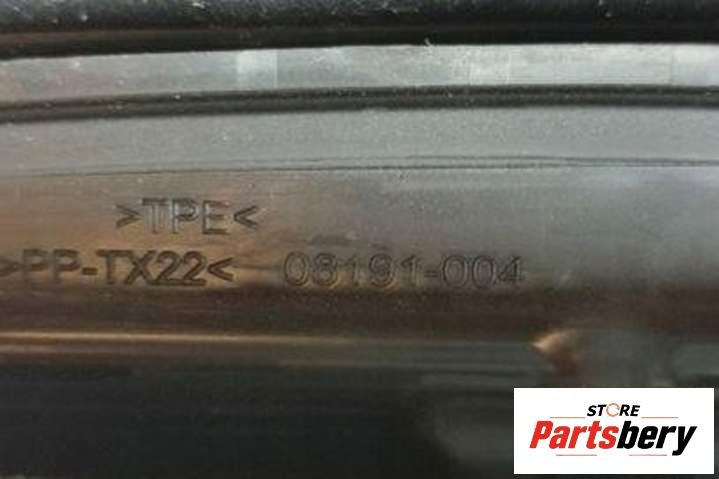 >TPE<
>PP-TX22< 08191-004
STORE
Partsbery